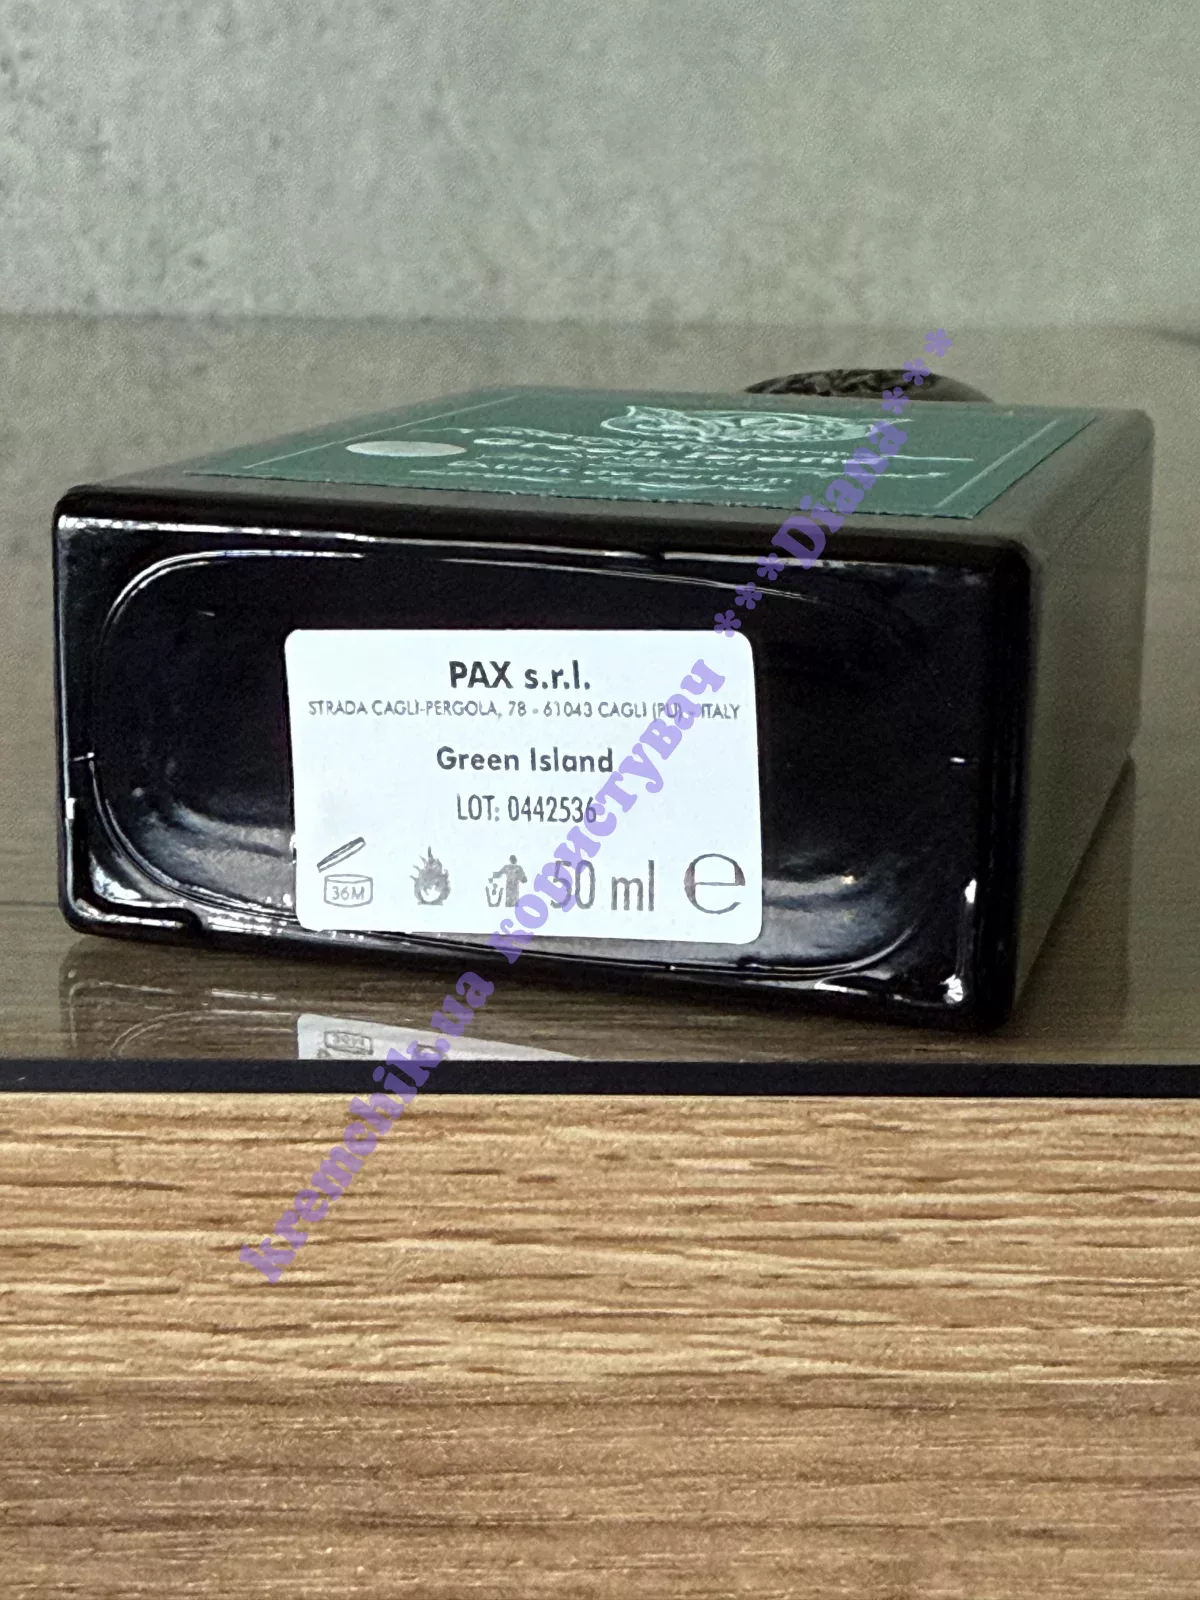 PAX s.r.l.
STRADA CAGLI-PERGOLA, 78 - 61043 CAGLI (PU) - ITALY
Green Island
LOT: 0442536
36M
50 ml e
kremchik.ua користувач ***Diana***